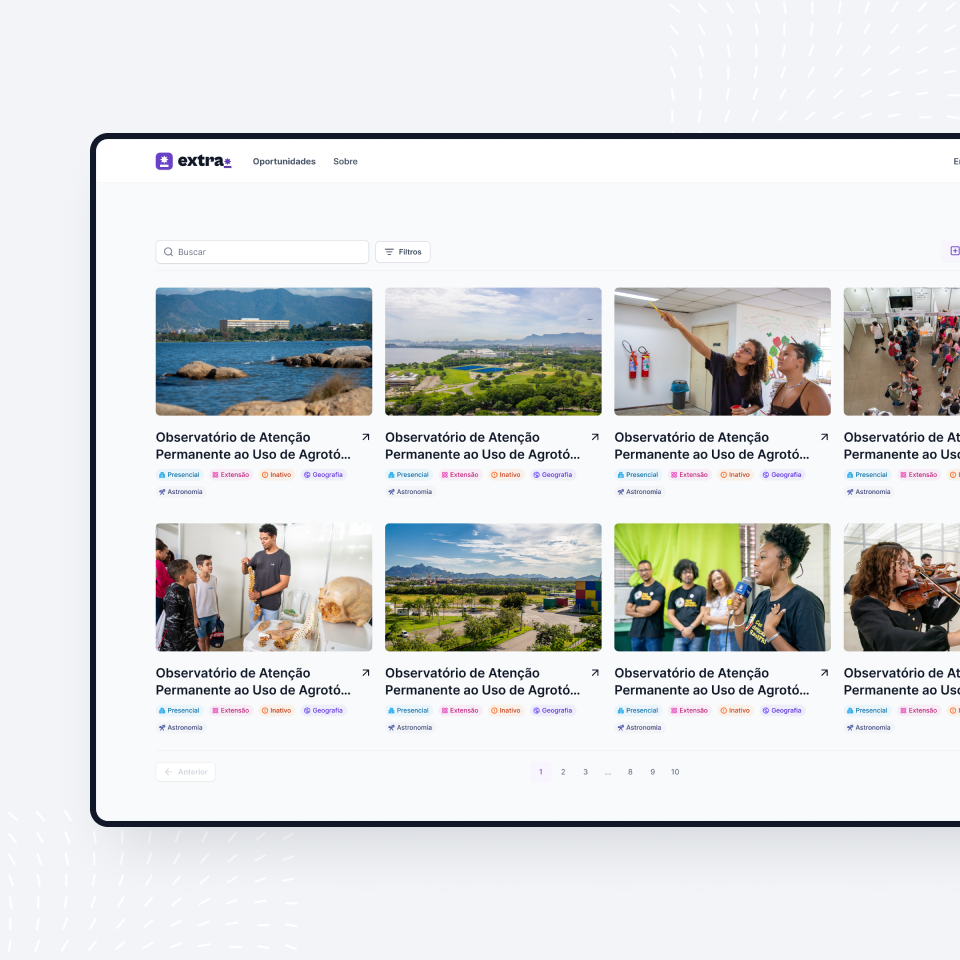 extra
Oportunidades
Sobre
Buscar
Filtros
Observatório de Atenção
Permanente ao Uso de Agrotó...
Presencial Extensão Inativo Geografia
Astronomia
Observatório de Atenção
Permanente ao Uso de Agrotó...
Presencial Extensão Inativo Geografia
Astronomia
Observatório de Atenção
Permanente ao Uso de Agrotó...
Presencial Extensão Inativo Geografia
Astronomia
Observatório de At
Permanente ao Uso
Presencial Extensão
Astronomia
Observatório de Atenção
Permanente ao Uso de Agrotó...
Presencial Extensão Inativo Geografia
Astronomia
Observatório de Atenção
Permanente ao Uso de Agrotó...
Presencial Extensão Inativo Geografia
Astronomia
Observatório de Atenção
Permanente ao Uso de Agrotó...
Presencial Extensão Inativo Geografia
Astronomia
Observatório de At
Permanente ao Uso
Presencial Extensão
Astronomia
Anterior
1 2 3 ... 8 9 10